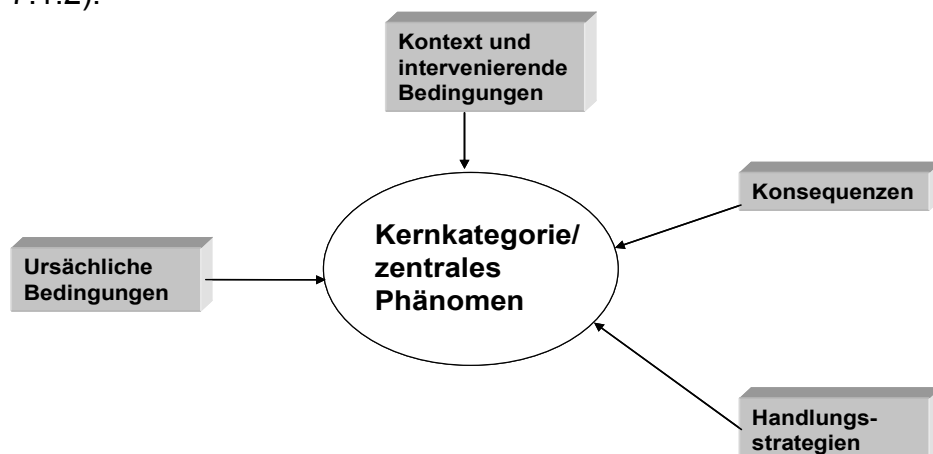 7.1.2).
Kontext und
intervenierende
Bedingungen
Konsequenzen
Kernkategorie/
zentrales
Phänomen
Ursächliche
Bedingungen
Handlungs-
strategien